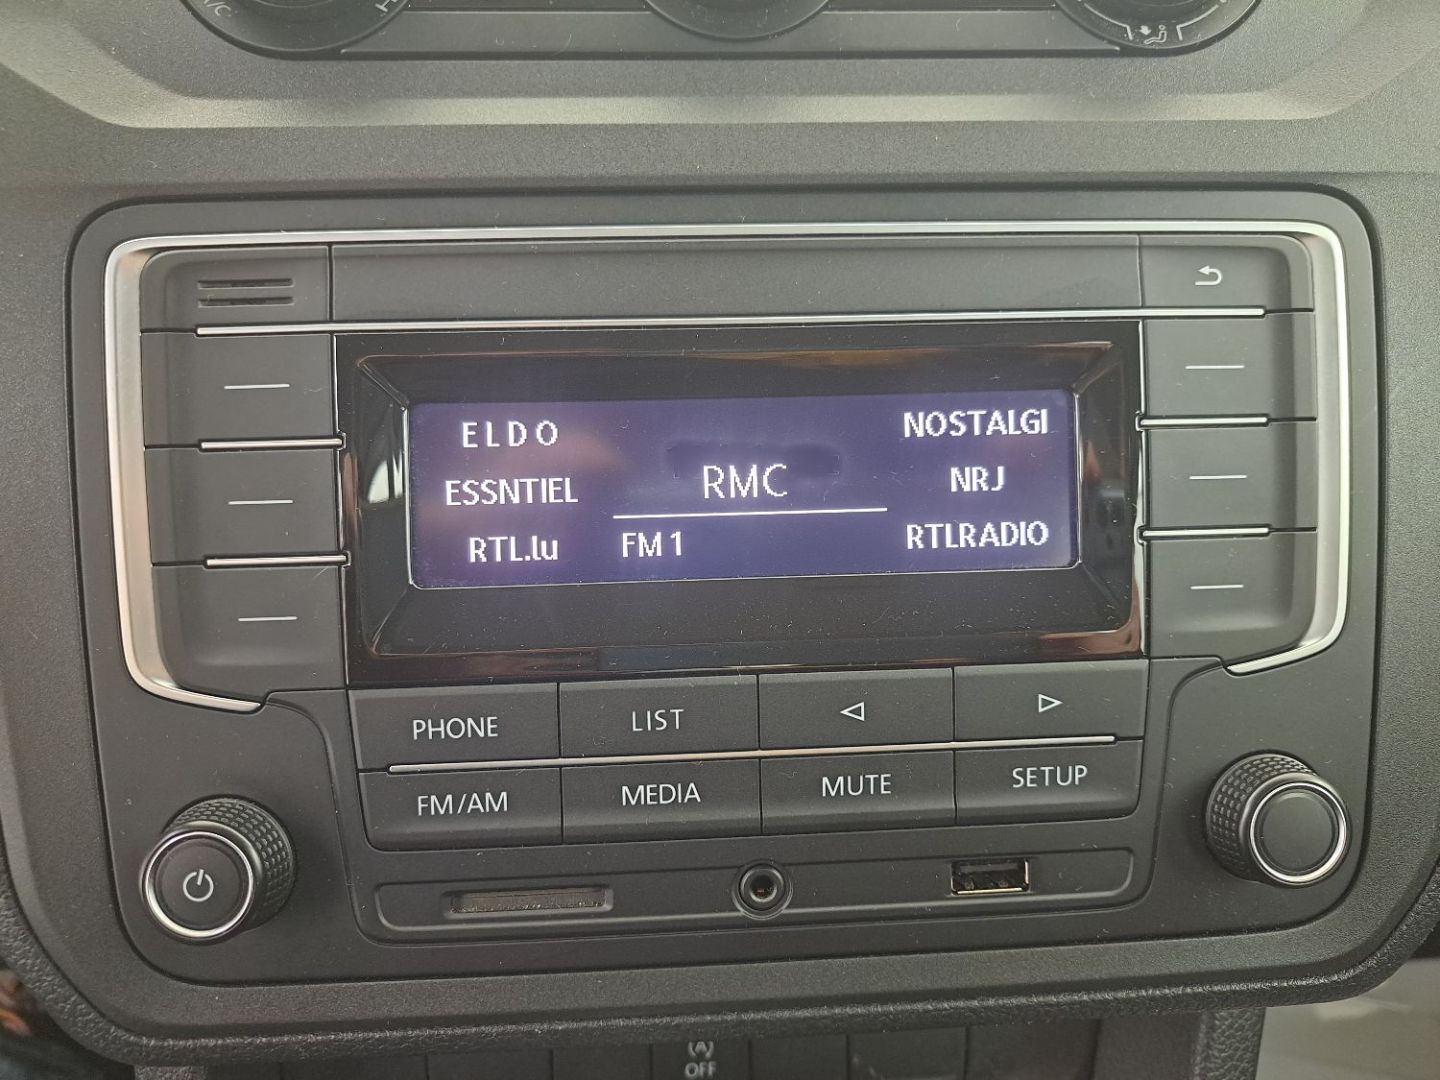 A/C
ELDO
NOSTALGI
ESSNTIEL
RMC
NRJ
RTL.lu
FM 1
RTLRADIO
PHONE
LIST
FM/AM
MEDIA
MUTE
SETUP
(A)
OFF